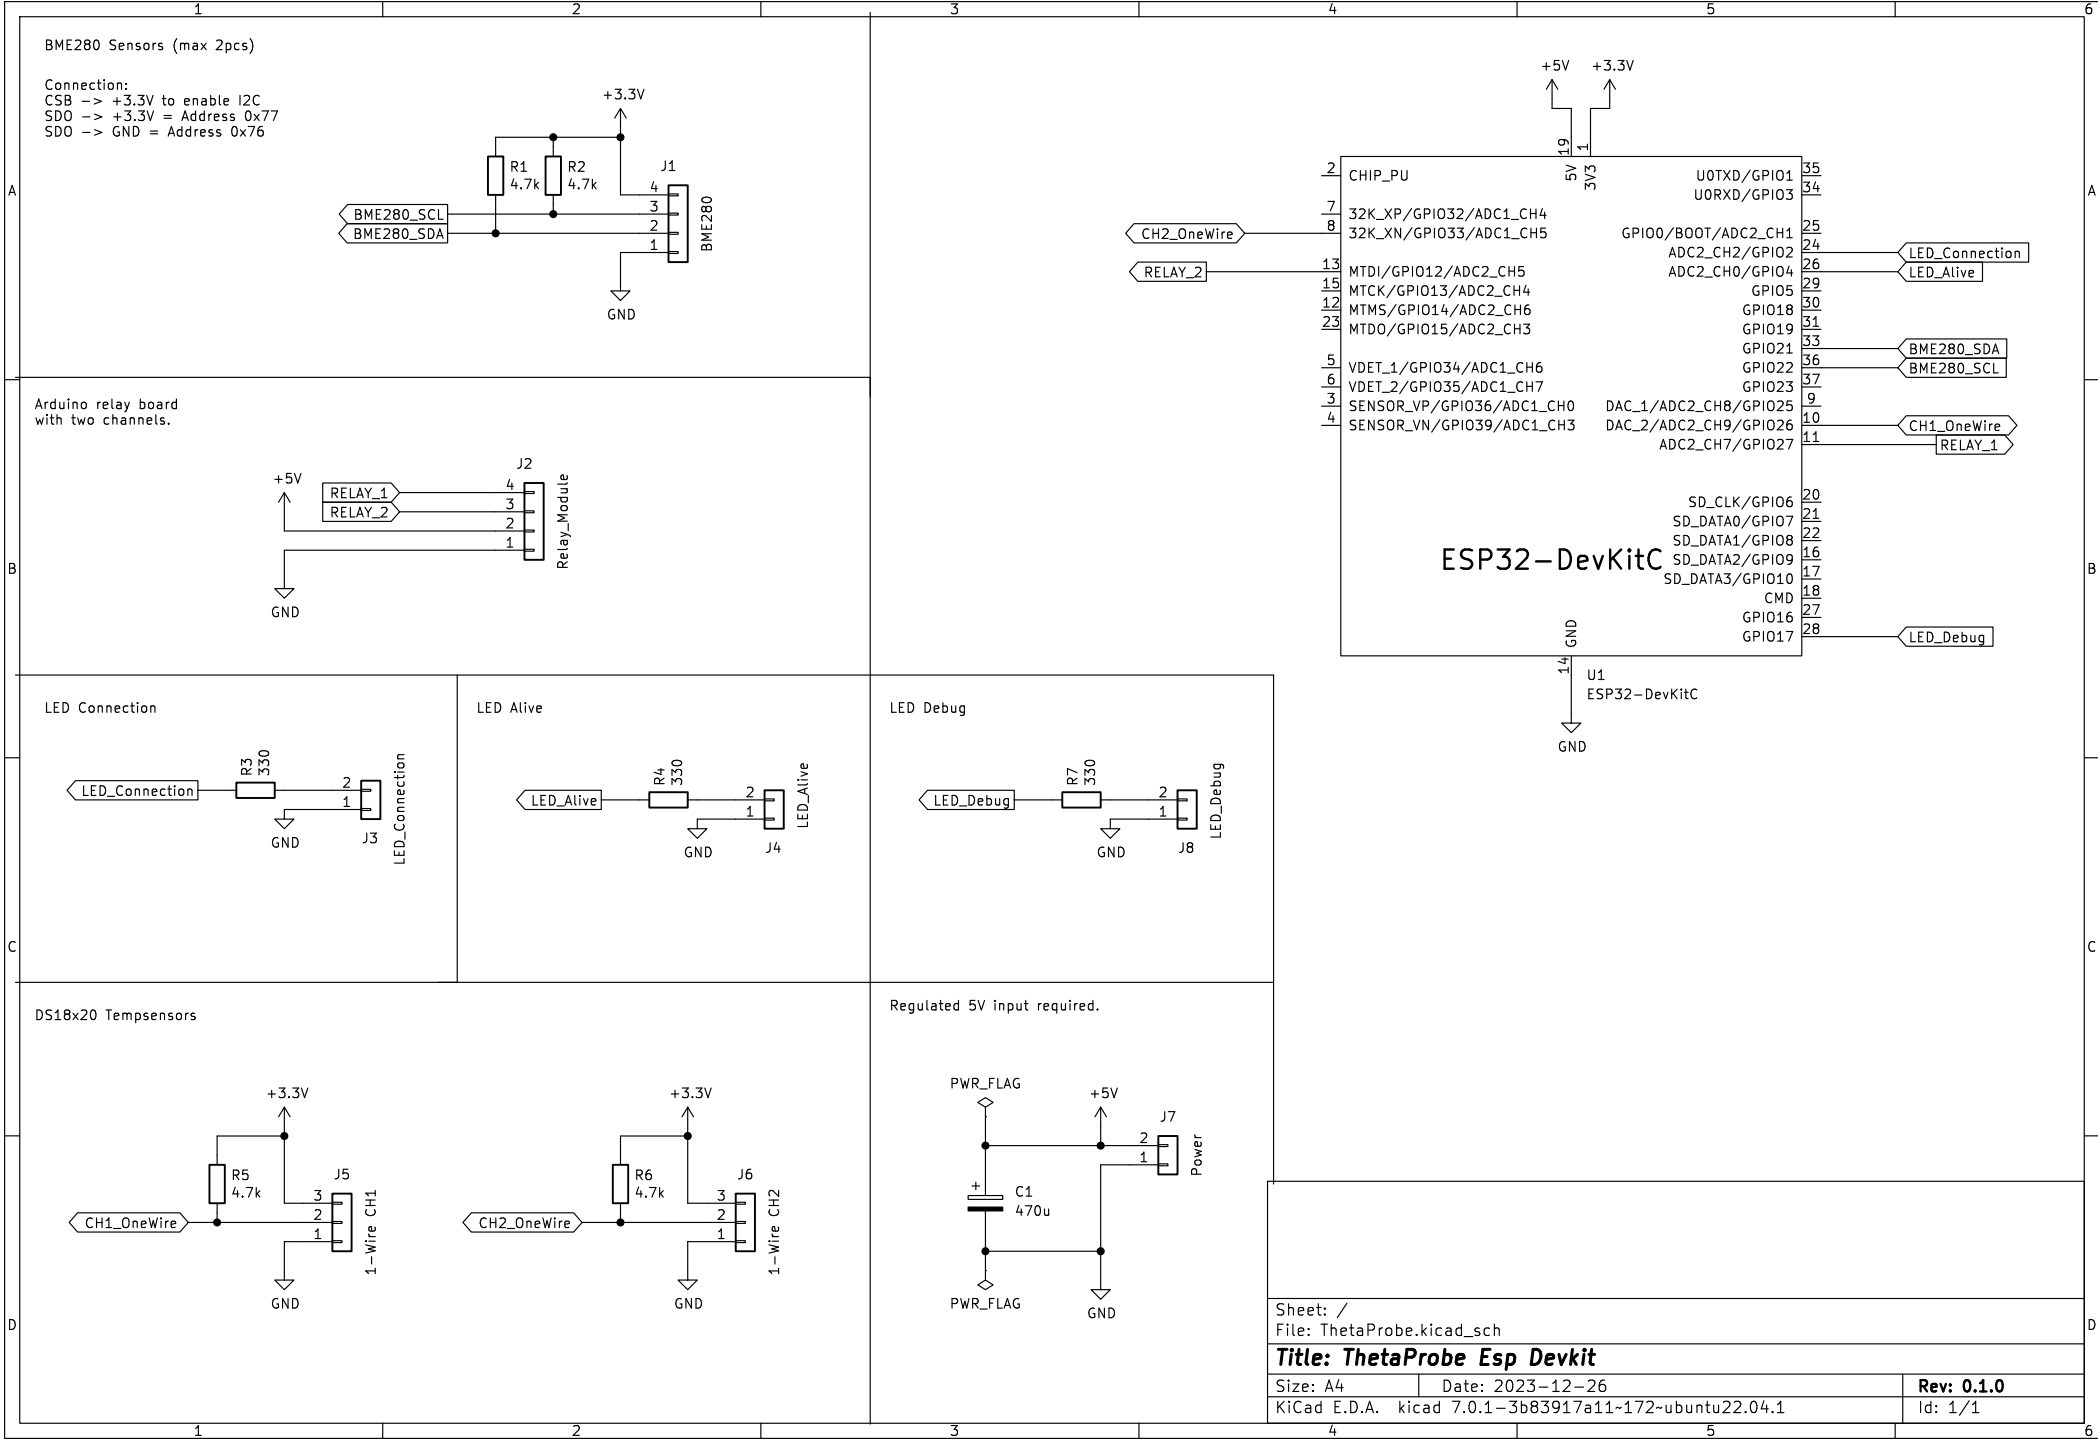 1 2 3 4 5 6
BME280 Sensors (max 2pcs)
Connection:
CSB -> +3.3V to enable I2C
SDO -> +3.3V = Address 0x77
SDO -> GND = Address 0x76
+3.3V
R1
4.7k
R2
4.7k
J1
BME280_SCL
BME280_SDA
4
3
2
1
BME280
GND
A
Arduino relay board
with two channels.
+5V
RELAY_1
RELAY_2
J2
4
3
2
1
Relay_Module
GND
B
+5V +3.3V
19 1
5V 3V3
2 CHIP_PU
7 32K_XP/GPIO32/ADC1_CH4
CH2_OneWire 8 32K_XN/GPIO33/ADC1_CH5
RELAY_2 13 MTDI/GPIO12/ADC2_CH5
15 MTCK/GPIO13/ADC2_CH4
12 MTMS/GPIO14/ADC2_CH6
23 MTDO/GPIO15/ADC2_CH3
5 VDET_1/GPIO34/ADC1_CH6
6 VDET_2/GPIO35/ADC1_CH7
3 SENSOR_VP/GPIO36/ADC1_CH0
4 SENSOR_VN/GPIO39/ADC1_CH3
U0TXD/GPIO1 35
U0RXD/GPIO3 34
GPIO0/BOOT/ADC2_CH1 25
ADC2_CH2/GPIO2 24 LED_Connection
ADC2_CH0/GPIO4 26 LED_Alive
GPIO5 29
GPIO18 30
GPIO19 31
GPIO21 33 BME280_SDA
GPIO22 36 BME280_SCL
GPIO23 37
DAC_1/ADC2_CH8/GPIO25 9
DAC_2/ADC2_CH9/GPIO26 10 CH1_OneWire
ADC2_CH7/GPIO27 11 RELAY_1
SD_CLK/GPIO6 20
SD_DATA0/GPIO7 21
SD_DATA1/GPIO8 22
SD_DATA2/GPIO9 16
SD_DATA3/GPIO10 17
CMD 18
GPIO16 27
GPIO17 28 LED_Debug
ESP32-DevKitC
GND
14
U1
ESP32-DevKitC
GND
A
B
LED Connection
LED_Connection
R3
330
2
1
GND
J3
LED_Connection
LED Alive
LED_Alive
R4
330
2
1
GND
J4
LED_Alive
LED Debug
LED_Debug
R7
330
2
1
GND
J8
LED_Debug
C
C
DS18x20 Tempsensors
+3.3V
R5
4.7k
J5
CH1_OneWire
3
2
1
1-Wire CH1
GND
+3.3V
R6
4.7k
J6
CH2_OneWire
3
2
1
1-Wire CH2
GND
Regulated 5V input required.
PWR_FLAG
+5V
J7
2
1
Power
+
C1
470u
PWR_FLAG
GND
D
D
Sheet: /
File: ThetaProbe.kicad_sch
Title: ThetaProbe Esp Devkit
Size: A4 Date: 2023-12-26 Rev: 0.1.0
KiCad E.D.A. kicad 7.0.1-3b83917a11~172~ubuntu22.04.1 Id: 1/1
1 2 3 4 5 6